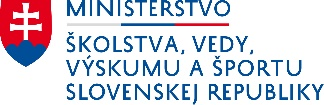 MINISTERSTVO
ŠKOLSTVA, VEDY,
VÝSKUMU A ŠPORTU
SLOVENSKEJ REPUBLIKY